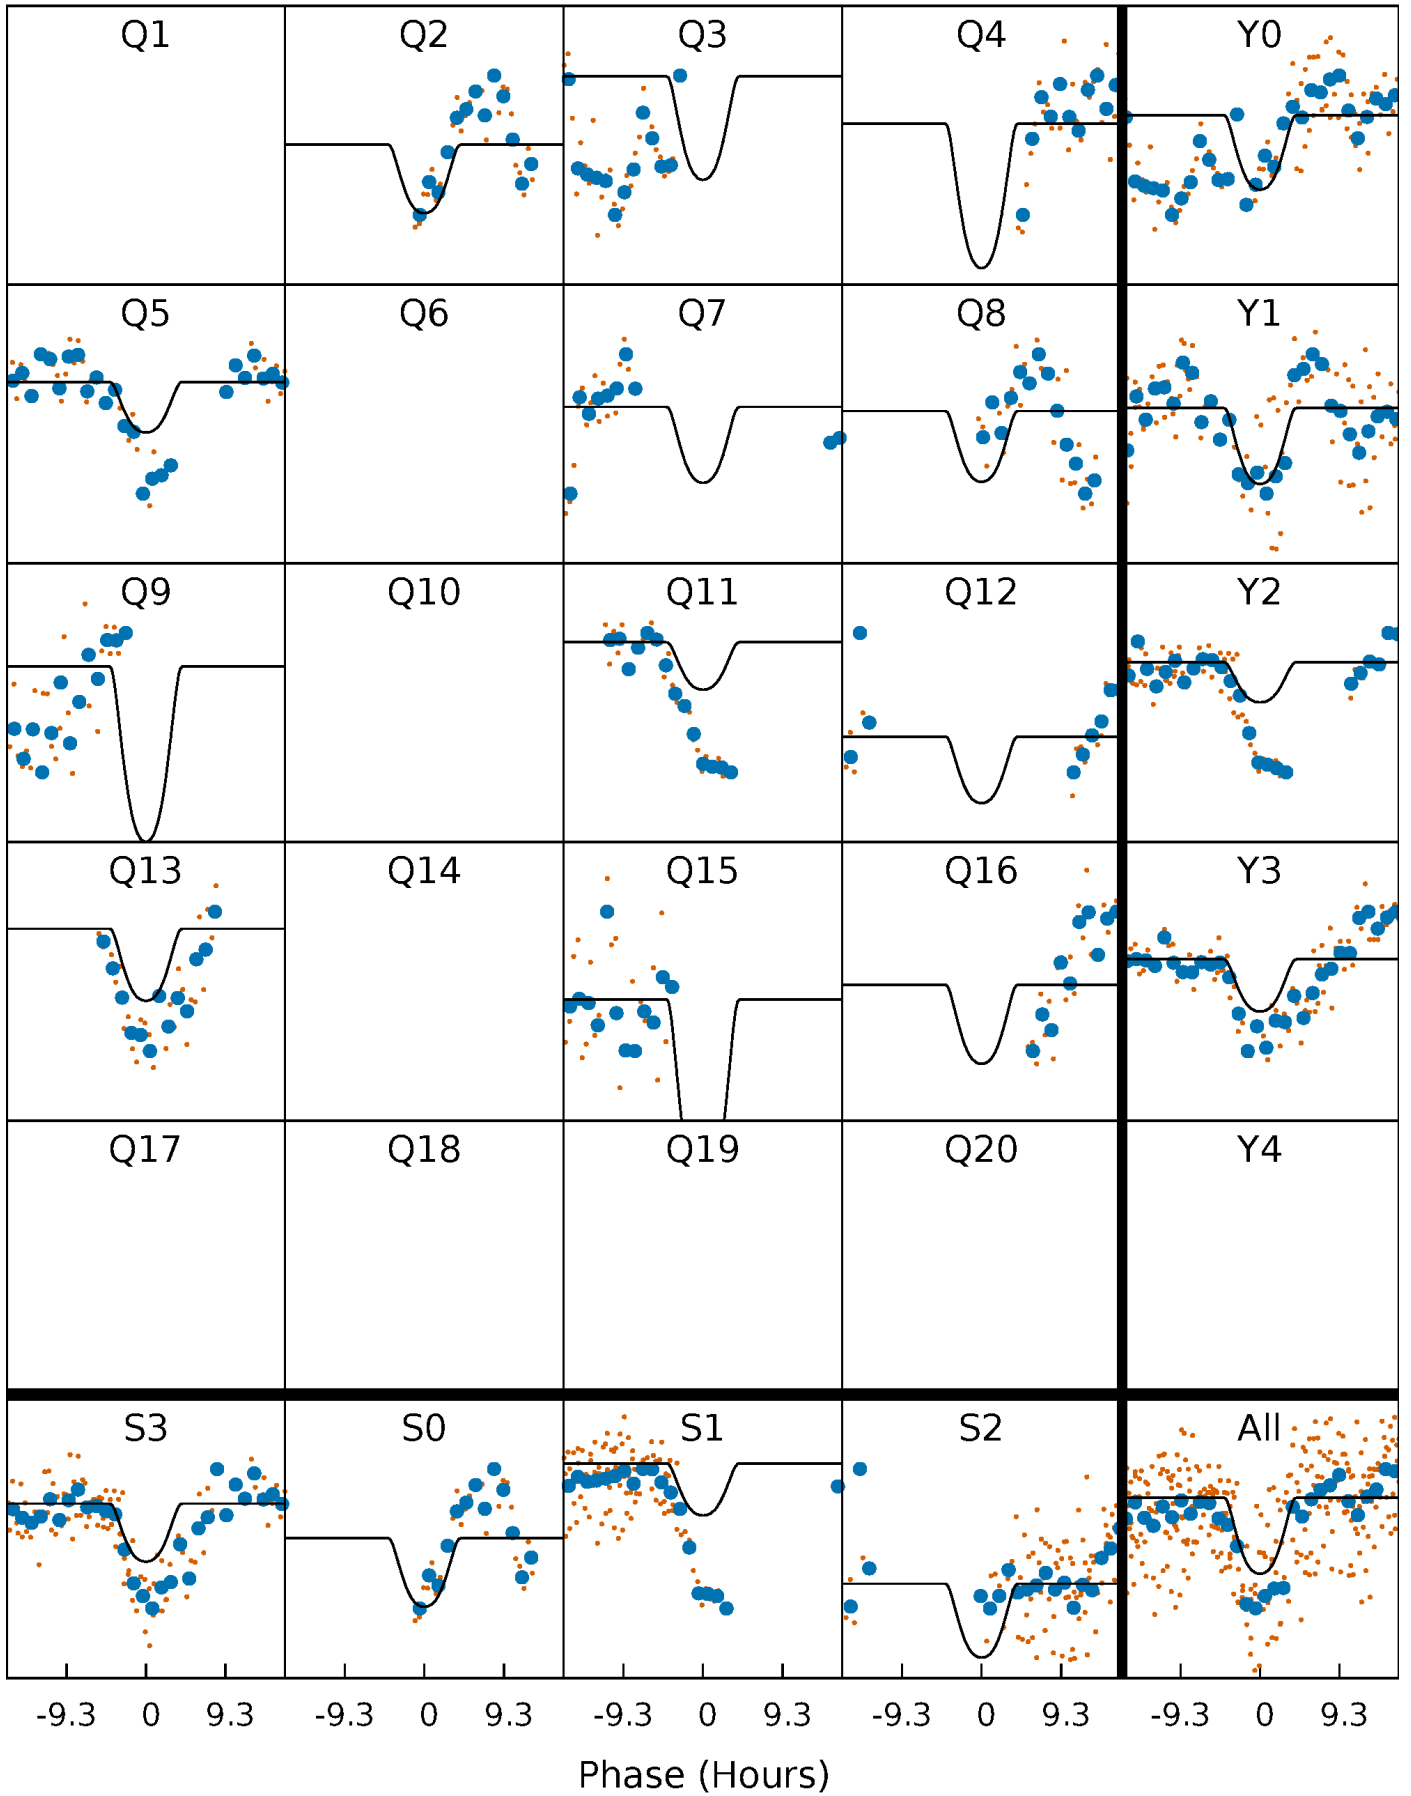 Q1 Q2 Q3 Q4 Y0
Q5 Q6 Q7 Q8 Y1
Q9 Q10 Q11 Q12 Y2
Q13 Q14 Q15 Q16 Y3
Q17 Q18 Q19 Q20 Y4
S3 S0 S1 S2 All
-9.3 0 9.3 -9.3 0 9.3 -9.3 0 9.3 -9.3 0 9.3 -9.3 0 9.3
Phase (Hours)